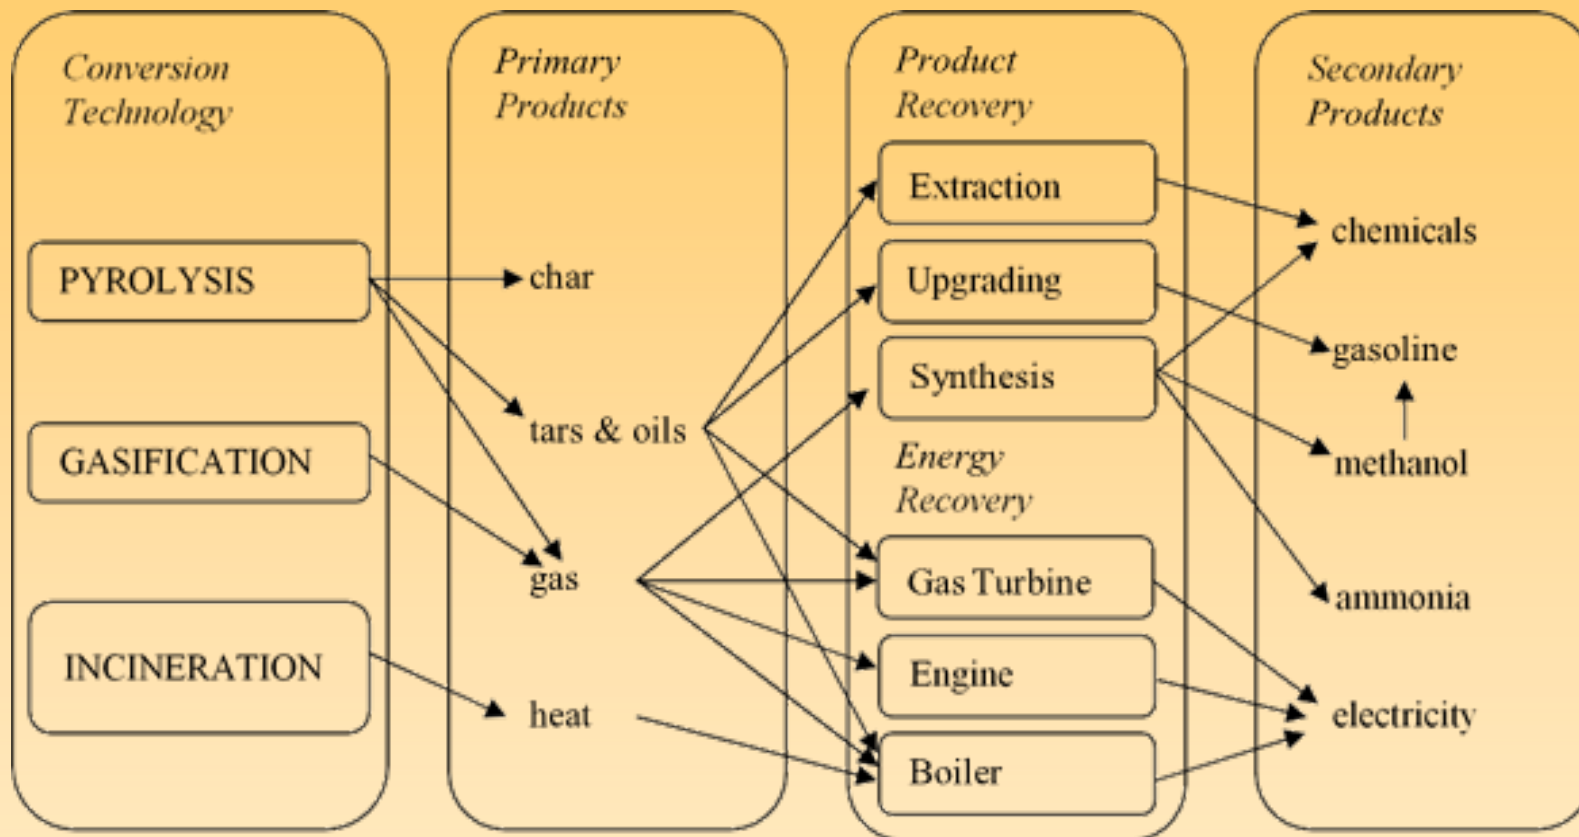 Conversion
Technology
PYROLYSIS
GASIFICATION
INCINERATION
Primary
Products
char
tars & oils
gas
heat
Product
Recovery
Extraction
Upgrading
Synthesis
Energy
Recovery
Gas Turbine
Engine
Boiler
Secondary
Products
chemicals
gasoline
methanol
ammonia
electricity